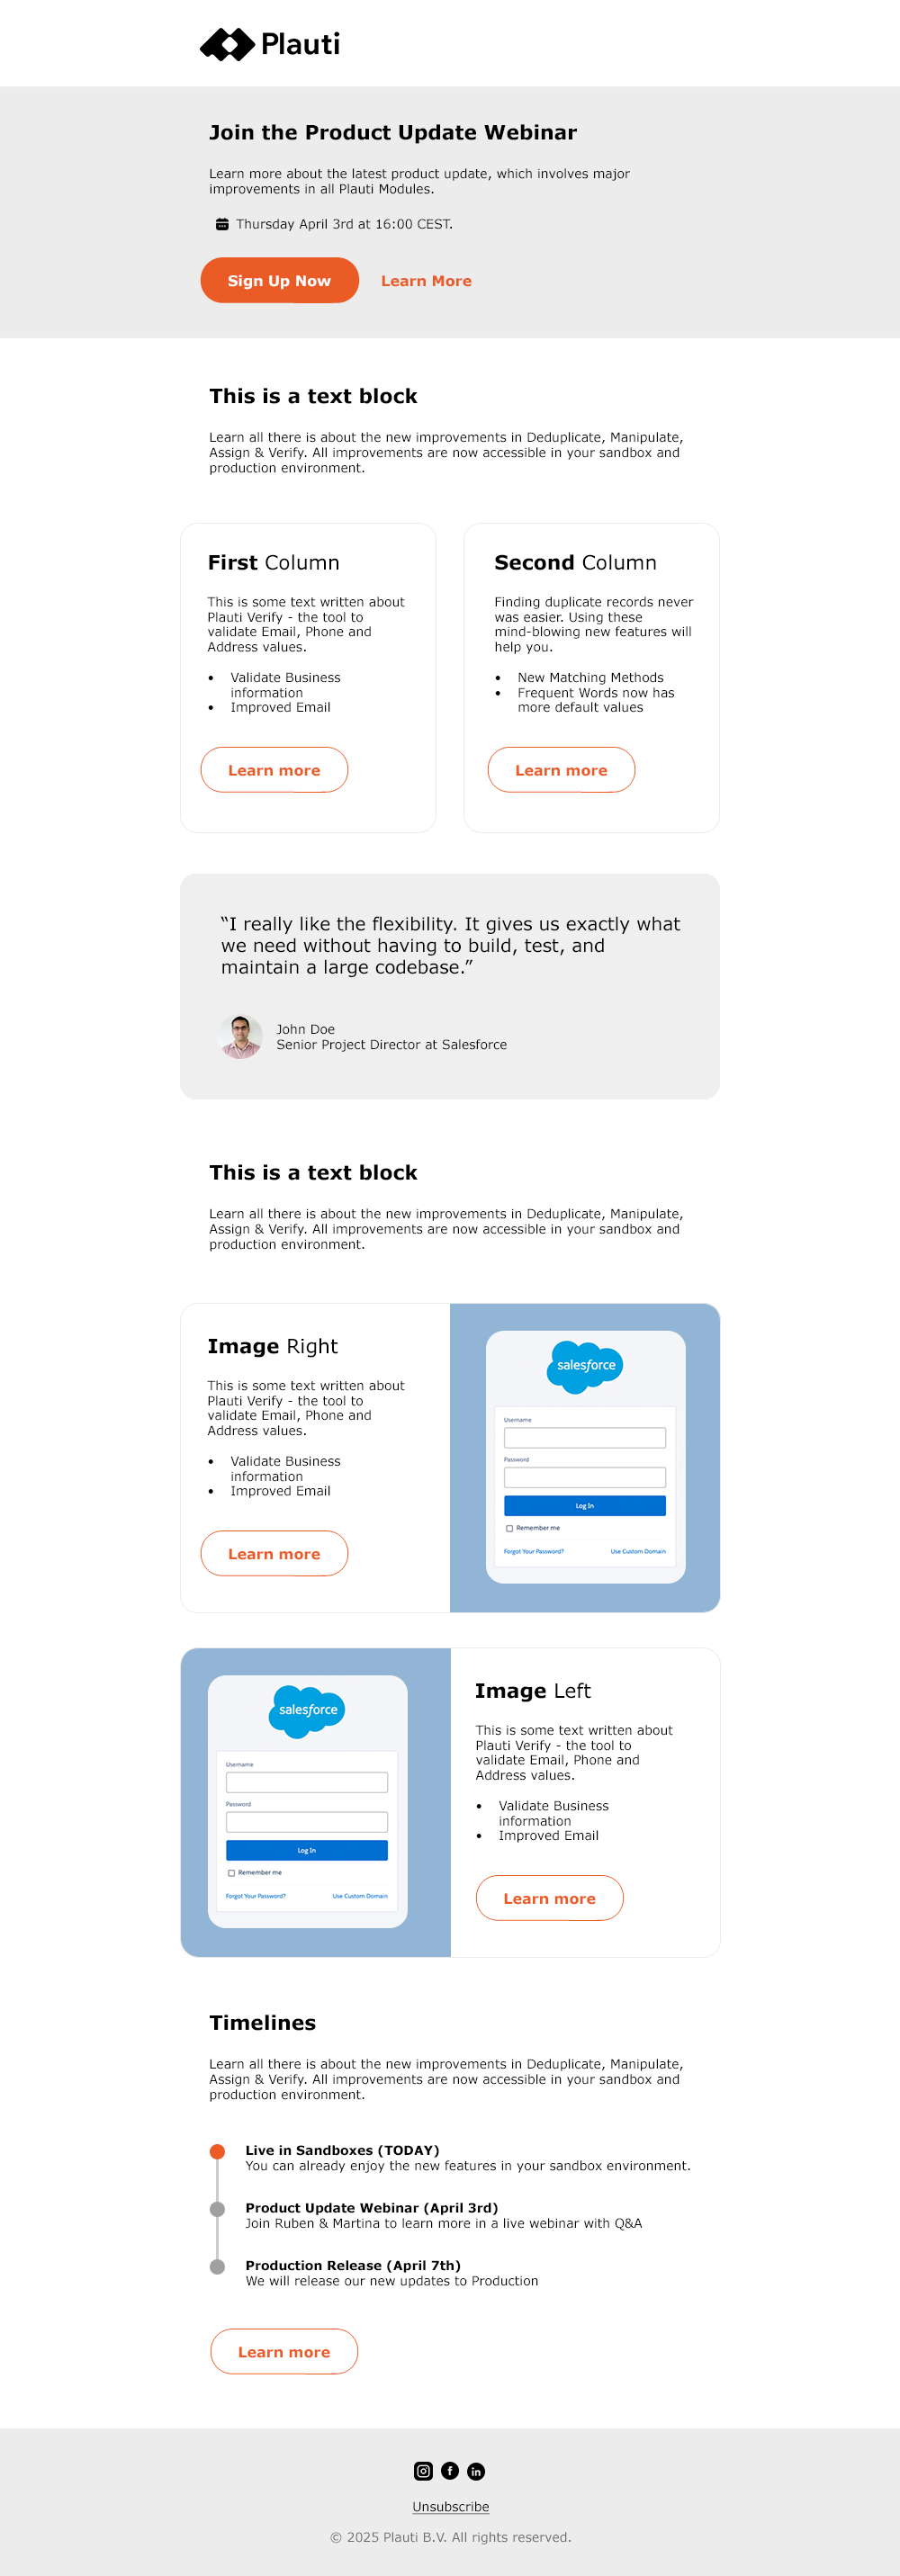 Plauti
Join the Product Update Webinar
Learn more about the latest product update, which involves major
improvements in all Plauti Modules.
Thursday April 3rd at 16:00 CEST.
Sign Up Now
Learn More
This is a text block
Learn all there is about the new improvements in Deduplicate, Manipulate,
Assign & Verify. All improvements are now accessible in your sandbox and
production environment.
First Column
This is some text written about
Plauti Verify - the tool to
validate Email, Phone and
Address values.
• Validate Business
information
• Improved Email
Learn more
Second Column
Finding duplicate records never
was easier. Using these
mind-blowing new features will
help you.
• New Matching Methods
• Frequent Words now has
more default values
Learn more
“I really like the flexibility. It gives us exactly what
we need without having to build, test, and
maintain a large codebase.”
John Doe
Senior Project Director at Salesforce
This is a text block
Learn all there is about the new improvements in Deduplicate, Manipulate,
Assign & Verify. All improvements are now accessible in your sandbox and
production environment.
Image Right
This is some text written about
Plauti Verify - the tool to
validate Email, Phone and
Address values.
• Validate Business
information
• Improved Email
Learn more
salesforce
Username
Password
Log In
Remember me
Forgot Your Password?
Use Custom Domain
salesforce
Username
Password
Log In
Remember me
Forgot Your Password?
Use Custom Domain
Image Left
This is some text written about
Plauti Verify - the tool to
validate Email, Phone and
Address values.
• Validate Business
information
• Improved Email
Learn more
Timelines
Learn all there is about the new improvements in Deduplicate, Manipulate,
Assign & Verify. All improvements are now accessible in your sandbox and
production environment.
Live in Sandboxes (TODAY)
You can already enjoy the new features in your sandbox environment.
Product Update Webinar (April 3rd)
Join Ruben & Martina to learn more in a live webinar with Q&A
Production Release (April 7th)
We will release our new updates to Production
Learn more
Unsubscribe
© 2025 Plauti B.V. All rights reserved.